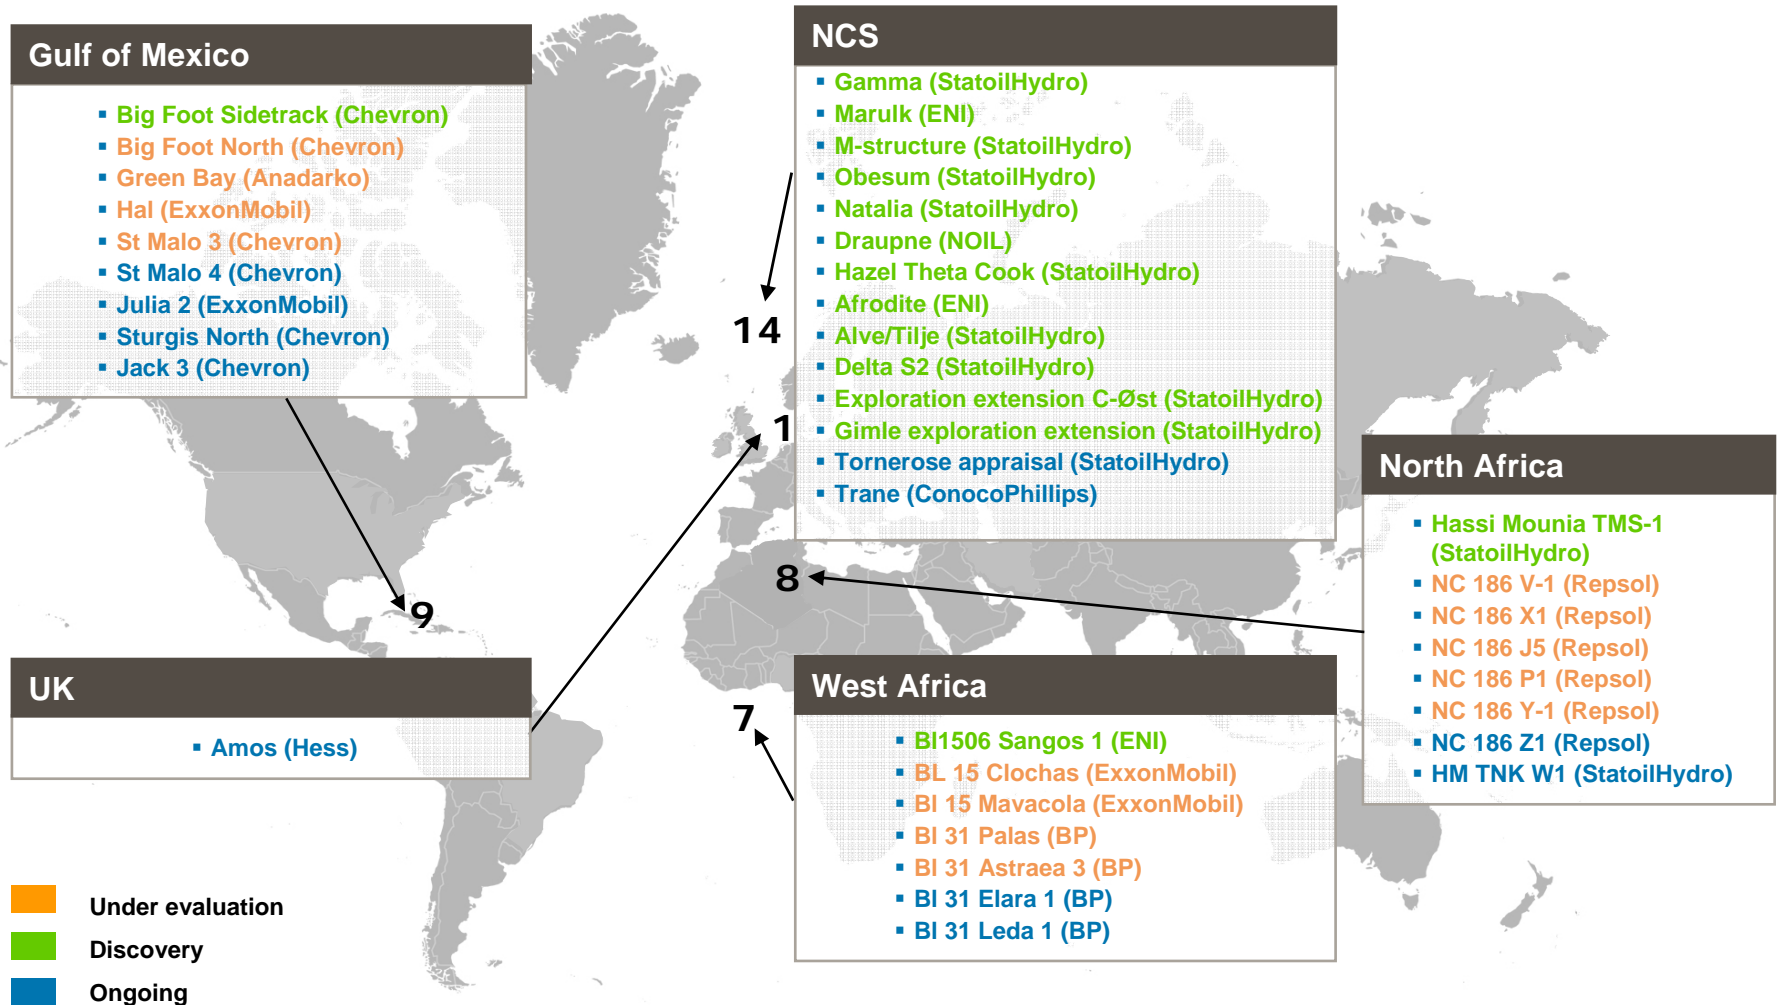 Gulf of Mexico
Big Foot Sidetrack (Chevron)
Big Foot North (Chevron)
Green Bay (Anadarko)
Hal (ExxonMobil)
St Malo 3 (Chevron)
St Malo 4 (Chevron)
Julia 2 (ExxonMobil)
Sturgis North (Chevron)
Jack 3 (Chevron)
NCS
Gamma (StatoilHydro)
Marulk (ENI)
M-structure (StatoilHydro)
Obesum (StatoilHydro)
Natalia (StatoilHydro)
Draupne (NOIL)
Hazel Theta Cook (StatoilHydro)
Afrodite (ENI)
Alve/Tilje (StatoilHydro)
Delta S2 (StatoilHydro)
Exploration extension C-Øst (StatoilHydro)
Gimle exploration extension (StatoilHydro)
Tornerose appraisal (StatoilHydro)
Trane (ConocoPhillips)
14
1
8
9
7
North Africa
Hassi Mounia TMS-1
(StatoilHydro)
NC 186 V-1 (Repsol)
NC 186 X1 (Repsol)
NC 186 J5 (Repsol)
NC 186 P1 (Repsol)
NC 186 Y-1 (Repsol)
NC 186 Z1 (Repsol)
HM TNK W1 (StatoilHydro)
UK
Amos (Hess)
West Africa
Bl1506 Sangos 1 (ENI)
BL 15 Clochas (ExxonMobil)
Bl 15 Mavacola (ExxonMobil)
Bl 31 Palas (BP)
Bl 31 Astraea 3 (BP)
Bl 31 Elara 1 (BP)
Bl 31 Leda 1 (BP)
Under evaluation
Discovery
Ongoing